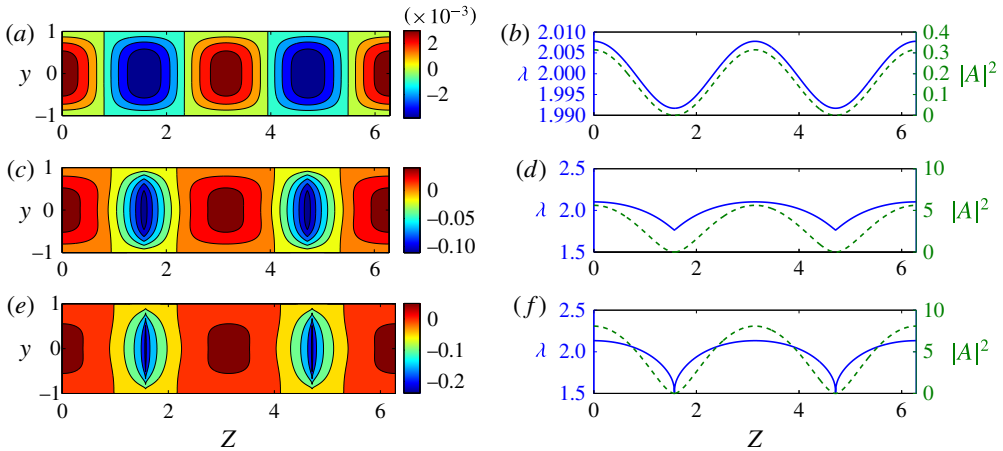 (× 10⁻³)
(a) 1 y 0 −1 0 2 4 6 2 0 −2
(b) 2.010 2.005 2.000 1.995 1.990 λ 0 2 4 6 0.4 0.3 0.2 0.1 0 |A|²
(c) 1 y 0 −1 0 2 4 6 0 −0.05 −0.10
(d) 2.5 λ 2.0 1.5 0 2 4 6 10 5 0 |A|²
(e) 1 y 0 −1 0 2 4 6 0 −0.1 −0.2
(f) 2.5 λ 2.0 1.5 0 2 4 6 10 5 0 |A|²
Z Z